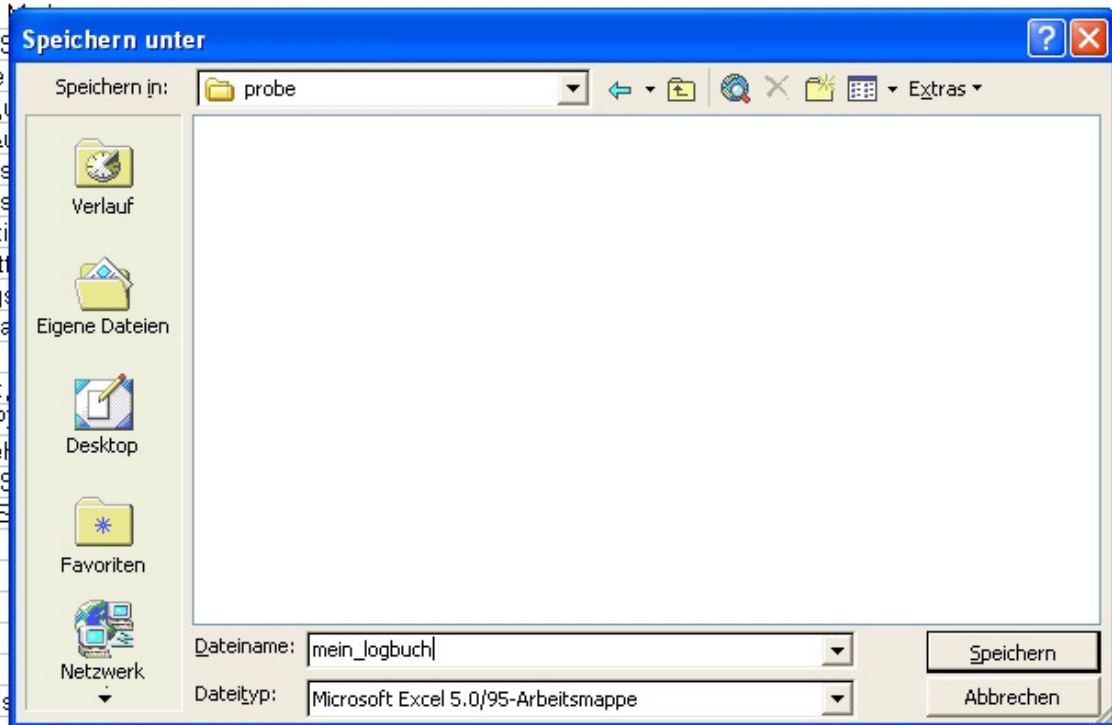 Speichern unter
Speichern in: probe Extras
Verlauf
Eigene Dateien
Desktop
Favoriten
Netzwerk
Dateiname: mein_logbuch Speichern
Dateityp: Microsoft Excel 5.0/95-Arbeitsmappe Abbrechen